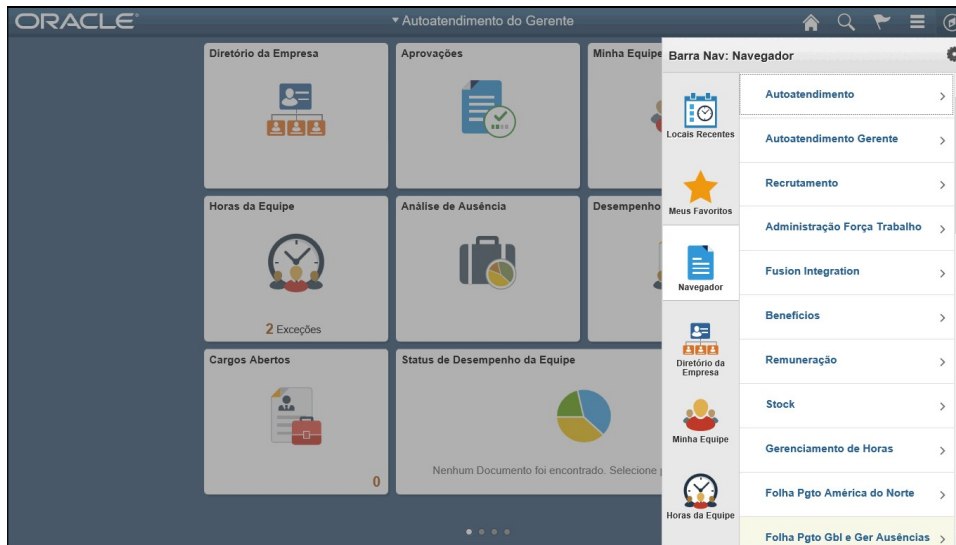 ORACLE
Autoatendimento do Gerente
Diretório da Empresa
Aprovações
Minha Equipe
Horas da Equipe
2 Exceções
Análise de Ausência
Desempenho
Cargos Abertos
0
Status de Desempenho da Equipe
Nenhum Documento foi encontrado. Selecione
Barra Nav: Navegador
Locais Recentes
Meus Favoritos
Navegador
Diretório da
Empresa
Minha Equipe
Horas da Equipe
Autoatendimento
Autoatendimento Gerente
Recrutamento
Administração Força Trabalho
Fusion Integration
Benefícios
Remuneração
Stock
Gerenciamento de Horas
Folha Pgto América do Norte
Folha Pgto Gbl e Ger Ausências